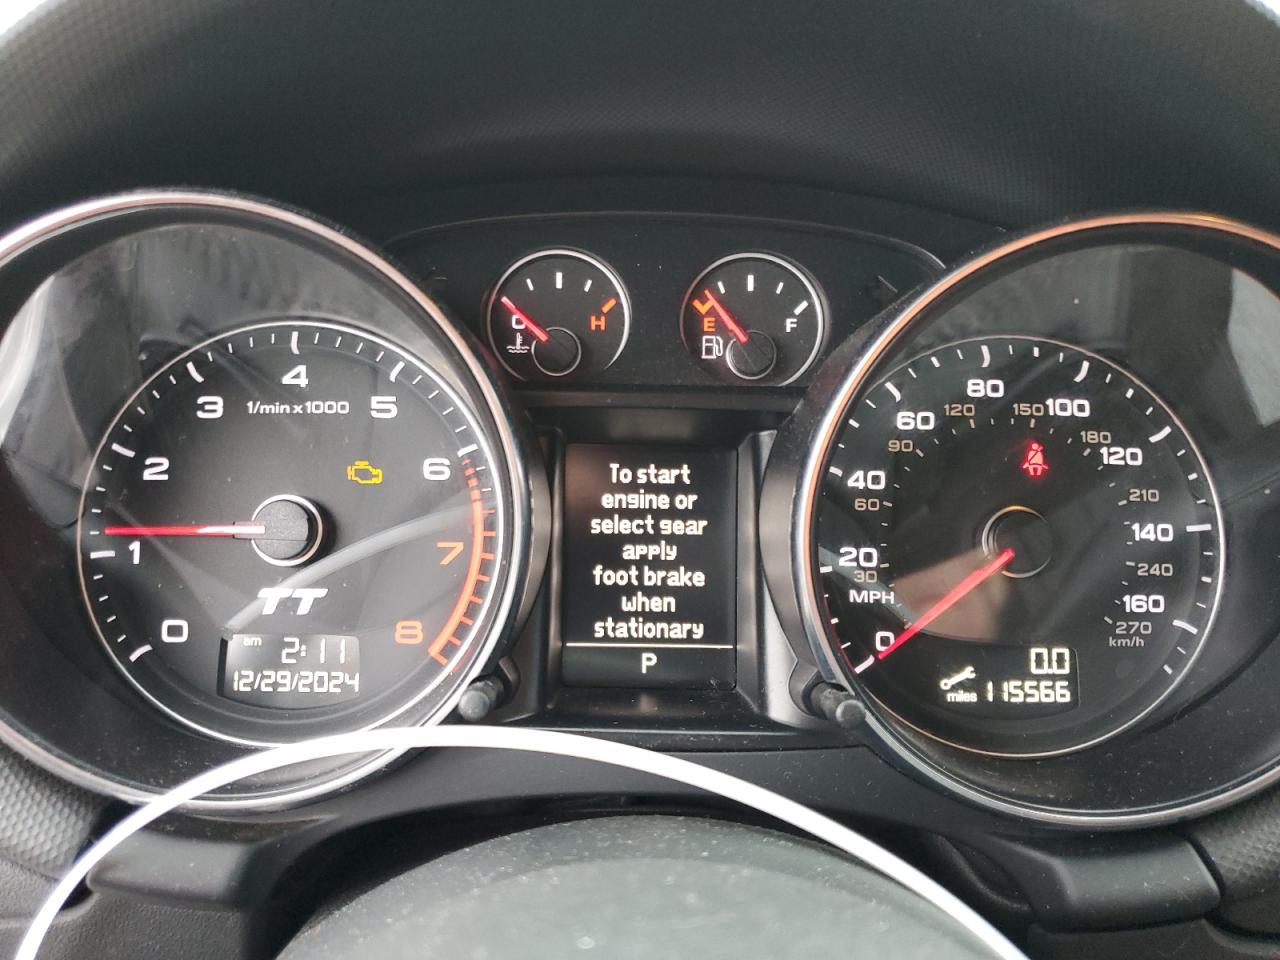 C
H
E
F
0
1
2
3
4
5
6
7
8
1/min x 1000
TT
am 2:11
12/29/2024
To start
engine or
select gear
apply
foot brake
when
stationary
P
0
20
40
60
80
100
120
140
160
MPH
30
60
90
120
150
180
210
240
270
km/h
0.0
miles 115566